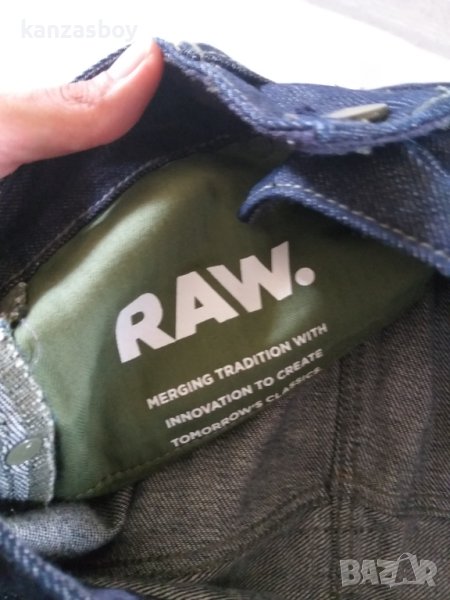 kanzasboy
RAW.
MERGING TRADITION WITH
INNOVATION TO CREATE
TOMORROW'S CLASSICS
BAZAR